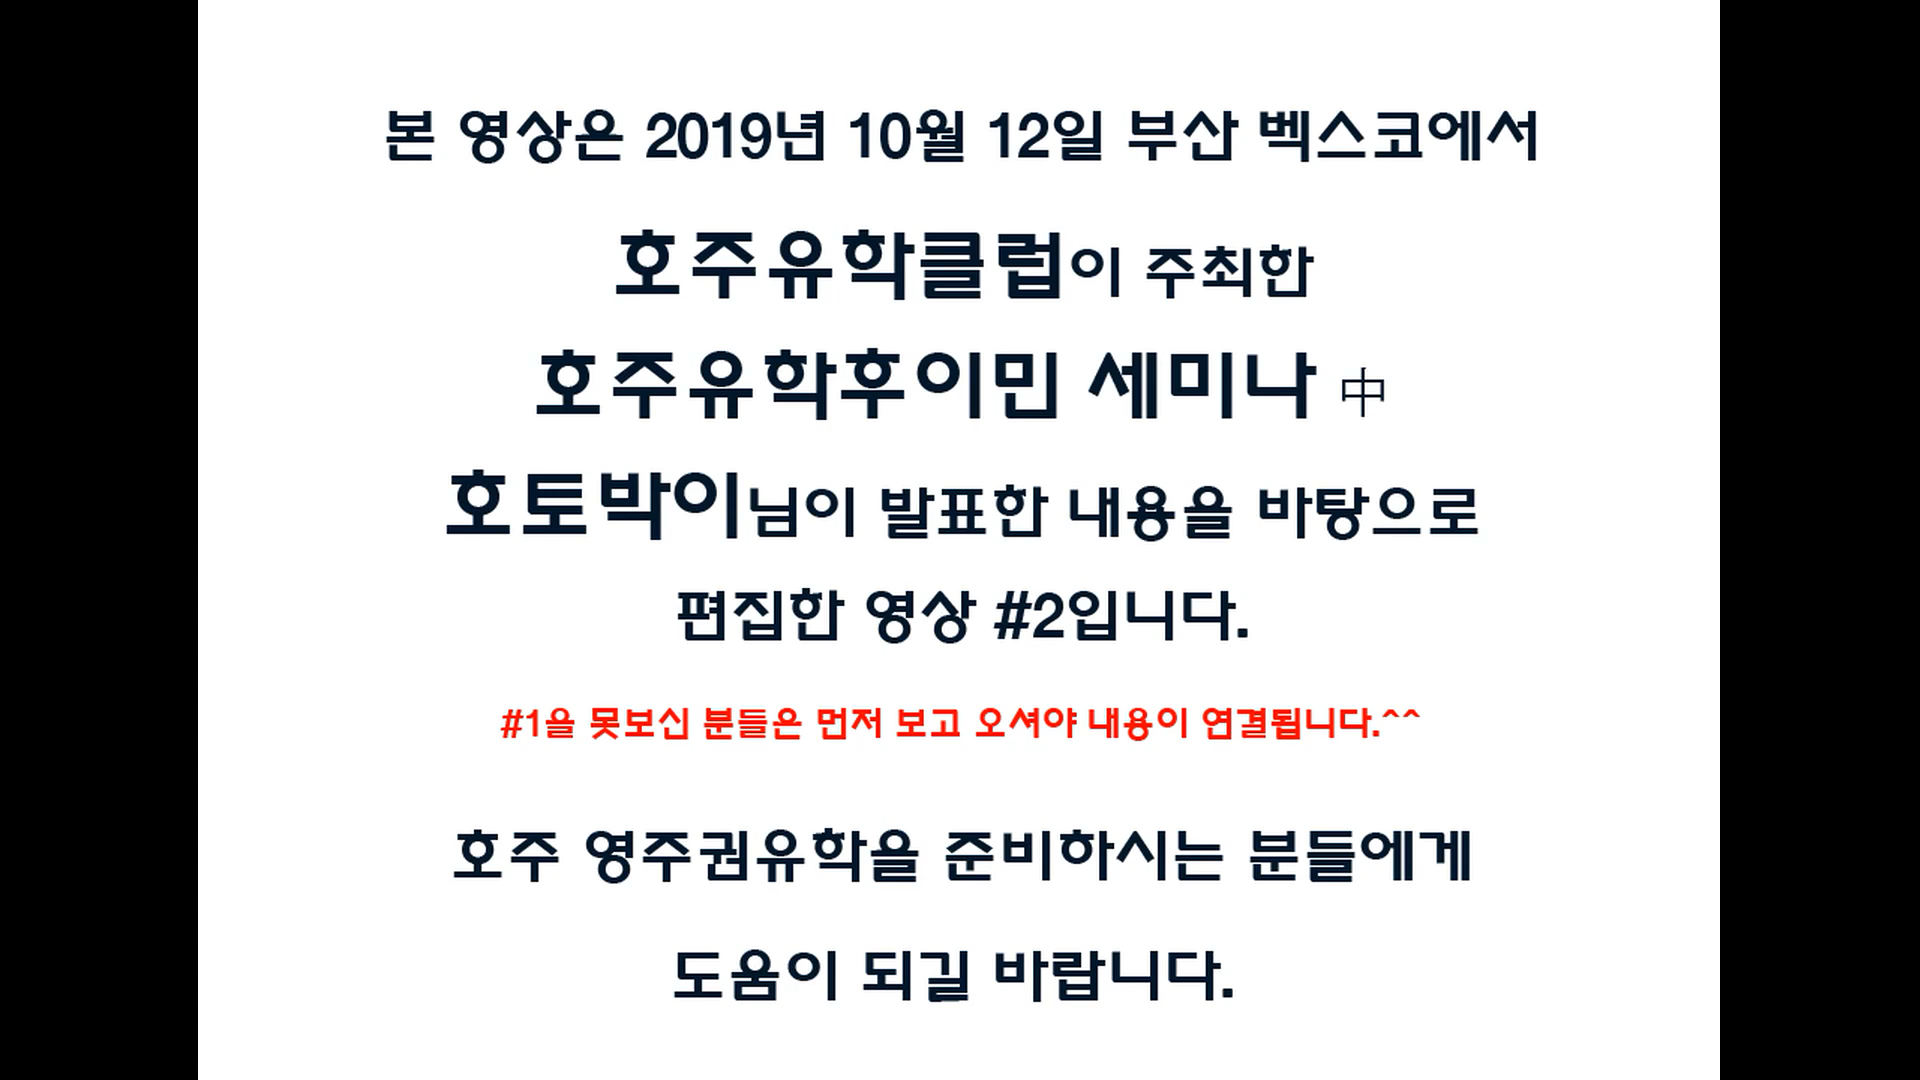 본 영상은 2019년 10월 12일 부산 벡스코에서
호주유학클럽이 주최한
호주유학후이민 세미나 中
호토박이님이 발표한 내용을 바탕으로
편집한 영상 #2입니다.
#1을 못보신 분들은 먼저 보고 오셔야 내용이 연결됩니다.^^
호주 영주권유학을 준비하시는 분들에게
도움이 되길 바랍니다.